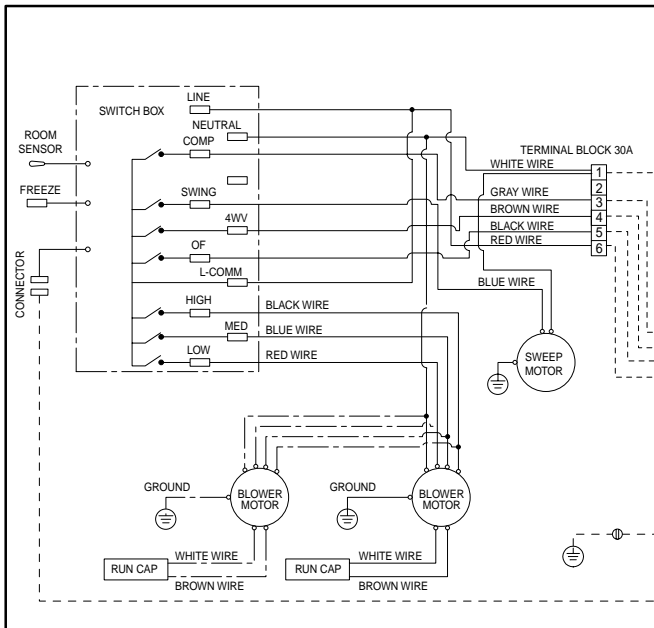 LINE
SWITCH BOX
NEUTRAL
ROOM
SENSOR
COMP
TERMINAL BLOCK 30A
WHITE WIRE
1
FREEZE
SWING
GRAY WIRE
2
3
4WV
BROWN WIRE
4
OF
BLACK WIRE
5
RED WIRE
6
CONNECTOR
L-COMM
BLUE WIRE
HIGH
BLACK WIRE
MED
BLUE WIRE
LOW
RED WIRE
SWEEP
MOTOR
GROUND
BLOWER
MOTOR
GROUND
BLOWER
MOTOR
RUN CAP
WHITE WIRE
BROWN WIRE
RUN CAP
WHITE WIRE
BROWN WIRE